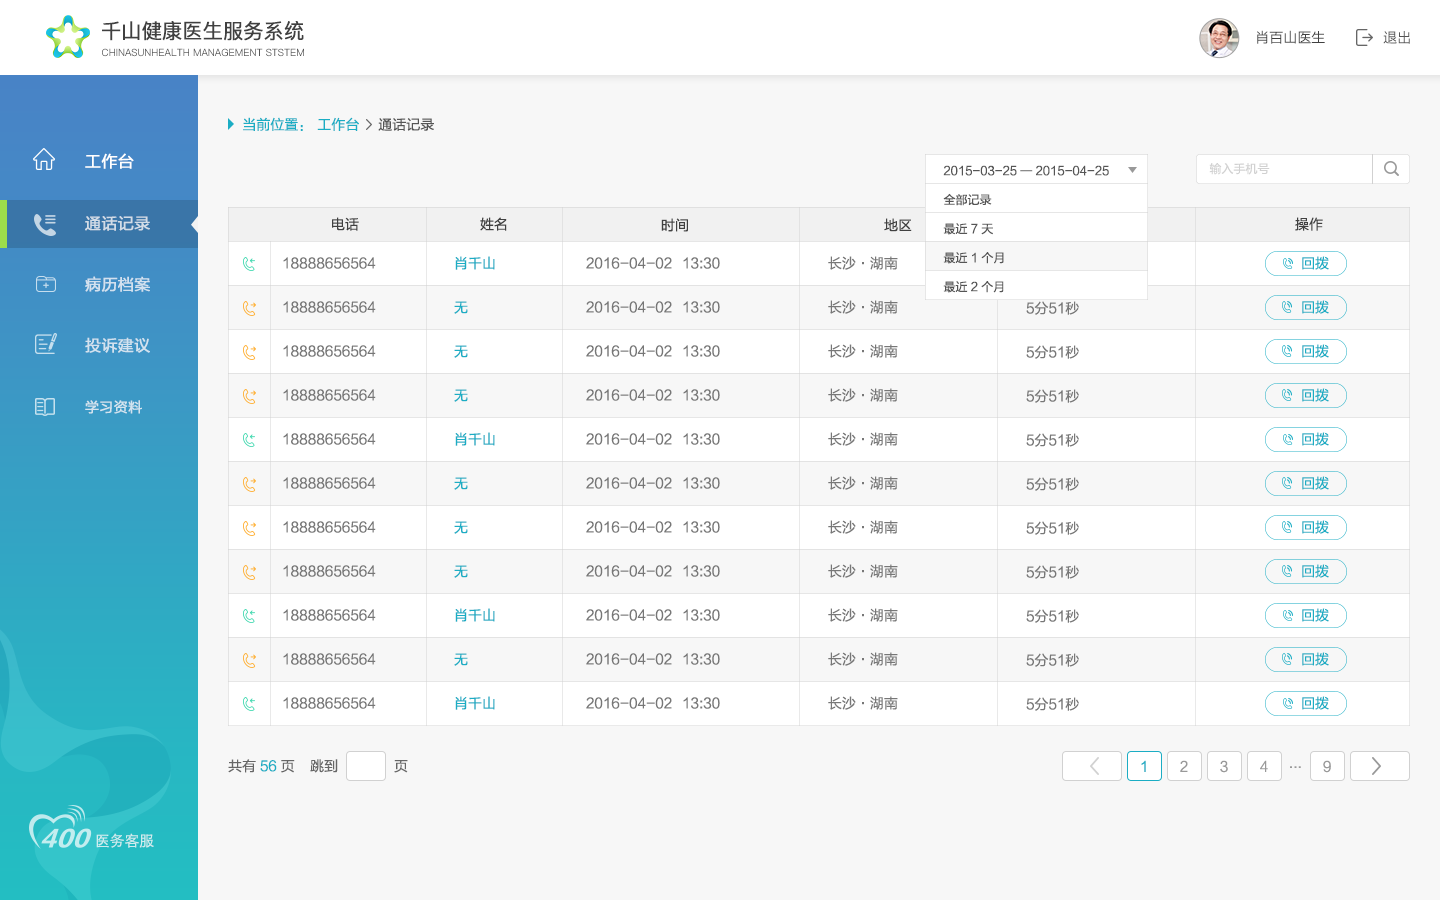 千山健康医生服务系统
CHINASUNHEALTH MANAGEMENT STSTEM
肖百山医生
退出
工作台
通话记录
病历档案
投诉建议
学习资料
400 医务客服
当前位置： 工作台 > 通话记录
2015-03-25 — 2015-04-25
全部记录
最近 7 天
最近 1 个月
最近 2 个月
输入手机号
电话 姓名 时间 地区 操作
18888656564 肖千山 2016-04-02 13:30 长沙 · 湖南 回拨
18888656564 无 2016-04-02 13:30 长沙 · 湖南 5分51秒 回拨
18888656564 无 2016-04-02 13:30 长沙 · 湖南 5分51秒 回拨
18888656564 无 2016-04-02 13:30 长沙 · 湖南 5分51秒 回拨
18888656564 肖千山 2016-04-02 13:30 长沙 · 湖南 5分51秒 回拨
18888656564 无 2016-04-02 13:30 长沙 · 湖南 5分51秒 回拨
18888656564 无 2016-04-02 13:30 长沙 · 湖南 5分51秒 回拨
18888656564 无 2016-04-02 13:30 长沙 · 湖南 5分51秒 回拨
18888656564 肖千山 2016-04-02 13:30 长沙 · 湖南 5分51秒 回拨
18888656564 无 2016-04-02 13:30 长沙 · 湖南 5分51秒 回拨
18888656564 肖千山 2016-04-02 13:30 长沙 · 湖南 5分51秒 回拨
共有 56 页 跳到 页
1 2 3 4 ... 9